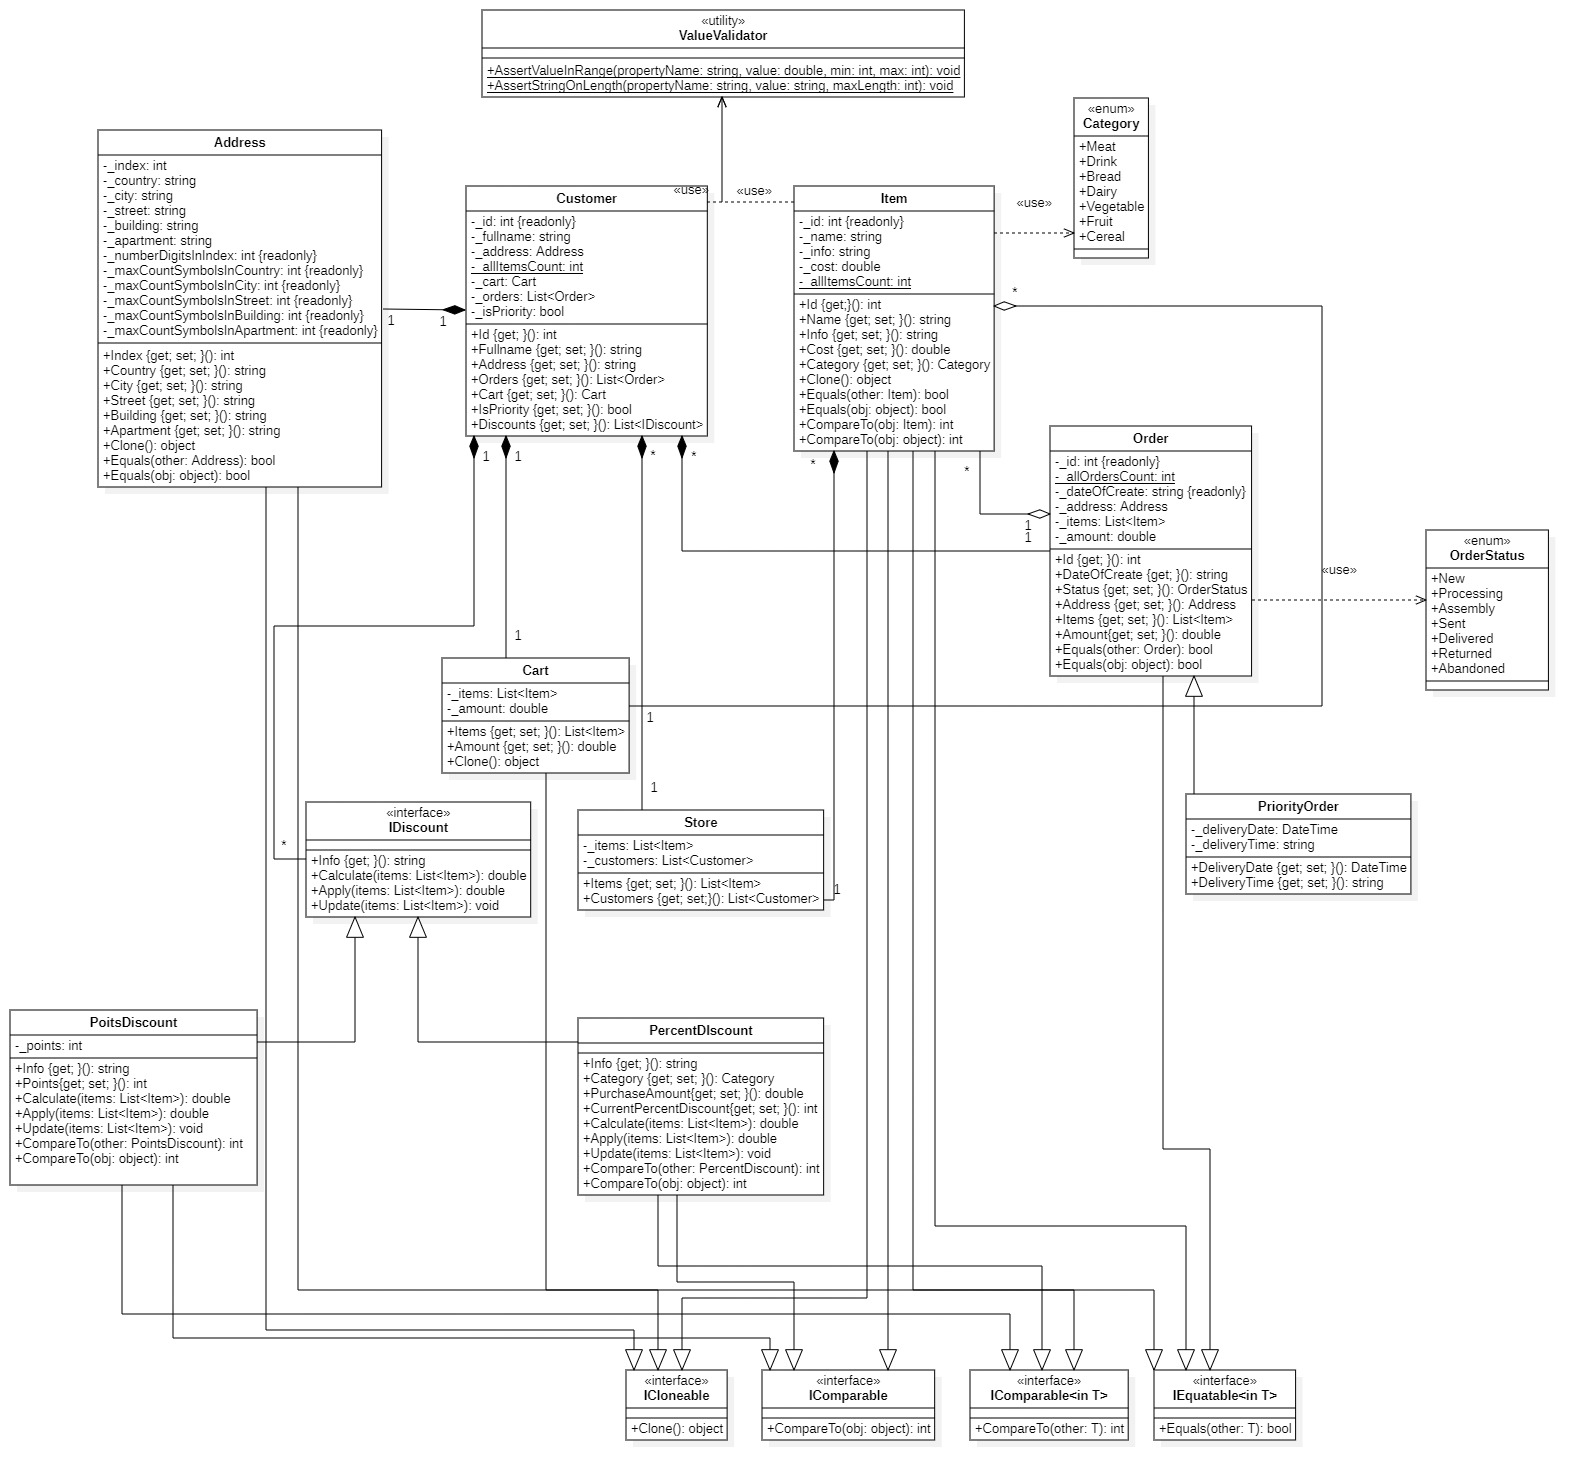 «utility»
ValueValidator
+AssertValueInRange(propertyName: string, value: double, min: int, max: int): void
+AssertStringOnLength(propertyName: string, value: string, maxLength: int): void
«enum»
Category
+Meat
+Drink
+Bread
+Dairy
+Vegetable
+Fruit
+Cereal
Address
-_index: int
-_country: string
-_city: string
-_street: string
-_building: string
-_apartment: string
-_numberDigitsInIndex: int {readonly}
-_maxCountSymbolsInCountry: int {readonly}
-_maxCountSymbolsInCity: int {readonly}
-_maxCountSymbolsInStreet: int {readonly}
-_maxCountSymbolsInBuilding: int {readonly}
-_maxCountSymbolsInApartment: int {readonly}
+Index {get; set; }(): int
+Country {get; set; }(): string
+City {get; set; }(): string
+Street {get; set; }(): string
+Building {get; set; }(): string
+Apartment {get; set; }(): string
+Clone(): object
+Equals(other: Address): bool
+Equals(obj: object): bool
1
1
Customer
-_id: int {readonly}
-_fullname: string
-_address: Address
-_allItemsCount: int
-_cart: Cart
-_orders: List<Order>
-_isPriority: bool
+Id {get; }(): int
+Fullname {get; set; }(): string
+Address {get; set; }(): string
+Orders {get; set; }(): List<Order>
+Cart {get; set; }(): Cart
+IsPriority {get; set; }(): bool
+Discounts {get; set; }(): List<IDiscount>
«use»
«use»
Item
-_id: int {readonly}
-_name: string
-_info: string
-_cost: double
-_allItemsCount: int
+Id {get;}(): int
+Name {get; set; }(): string
+Info {get; set; }(): string
+Cost {get; set; }(): double
+Category {get; set; }(): Category
+Clone(): object
+Equals(other: Item): bool
+Equals(obj: object): bool
+CompareTo(obj: Item): int
+CompareTo(obj: object): int
«use»
*
1
1
*
*
*
*
1
1
Order
-_id: int {readonly}
-_allOrdersCount: int
-_dateOfCreate: string {readonly}
-_address: Address
-_items: List<Item>
-_amount: double
+Id {get; }(): int
+DateOfCreate {get; }(): string
+Status {get; set; }(): OrderStatus
+Address {get; set; }(): Address
+Items {get; set; }(): List<Item>
+Amount{get; set; }(): double
+Equals(other: Order): bool
+Equals(obj: object): bool
«use»
«enum»
OrderStatus
+New
+Processing
+Assembly
+Sent
+Delivered
+Returned
+Abandoned
1
Cart
-_items: List<Item>
-_amount: double
+Items {get; set; }(): List<Item>
+Amount {get; set; }(): double
+Clone(): object
1
1
«interface»
IDiscount
+Info {get; }(): string
+Calculate(items: List<Item>): double
+Apply(items: List<Item>): double
+Update(items: List<Item>): void
*
Store
-_items: List<Item>
-_customers: List<Customer>
+Items {get; set; }(): List<Item>
+Customers {get; set;}(): List<Customer>
1
PriorityOrder
-_deliveryDate: DateTime
-_deliveryTime: string
+DeliveryDate {get; set; }(): DateTime
+DeliveryTime {get; set; }(): string
PoitsDiscount
-_points: int
+Info {get; }(): string
+Points{get; set; }(): int
+Calculate(items: List<Item>): double
+Apply(items: List<Item>): double
+Update(items: List<Item>): void
+CompareTo(other: PointsDiscount): int
+CompareTo(obj: object): int
PercentDIscount
+Info {get; }(): string
+Category {get; set; }(): Category
+PurchaseAmount{get; set; }(): double
+CurrentPercentDiscount{get; set; }(): int
+Calculate(items: List<Item>): double
+Apply(items: List<Item>): double
+Update(items: List<Item>): void
+CompareTo(other: PercentDiscount): int
+CompareTo(obj: object): int
«interface»
ICloneable
+Clone(): object
«interface»
IComparable
+CompareTo(obj: object): int
«interface»
IComparable<in T>
+CompareTo(other: T): int
«interface»
IEquatable<in T>
+Equals(other: T): bool